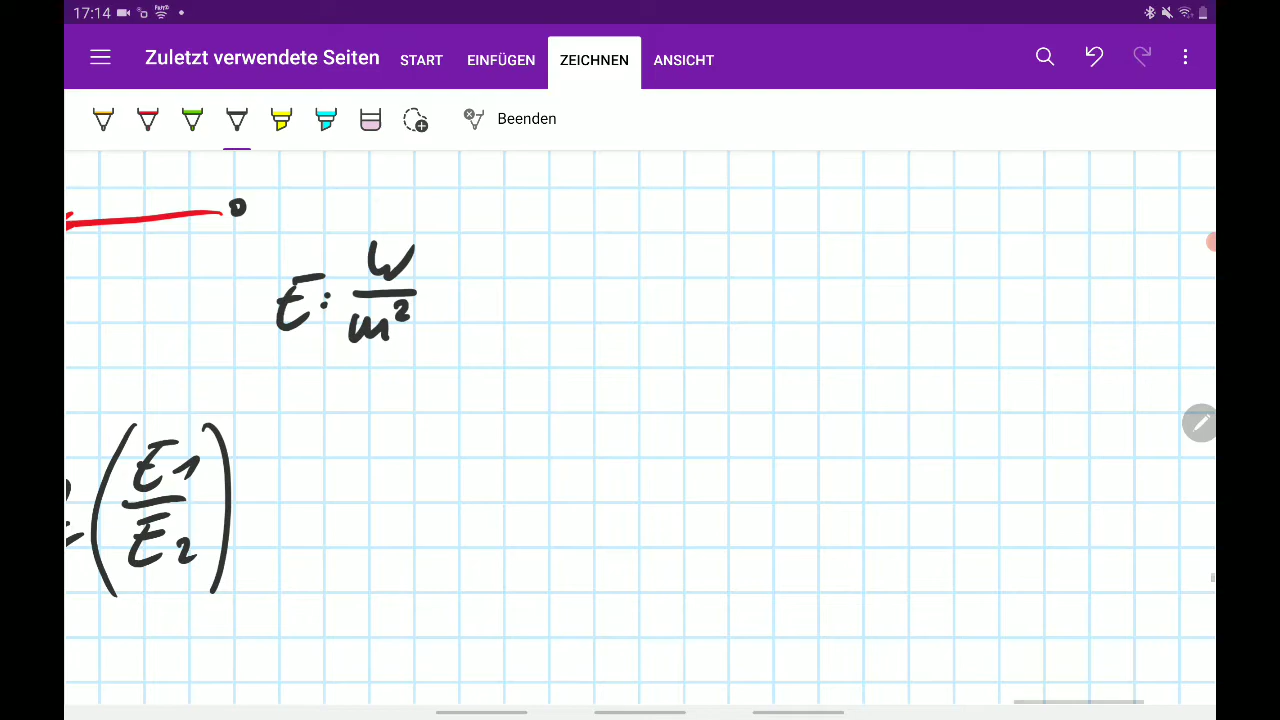 17:14
Zuletzt verwendete Seiten START EINFÜGEN ZEICHNEN ANSICHT
Beenden
E: W/m²
(E1/E2)